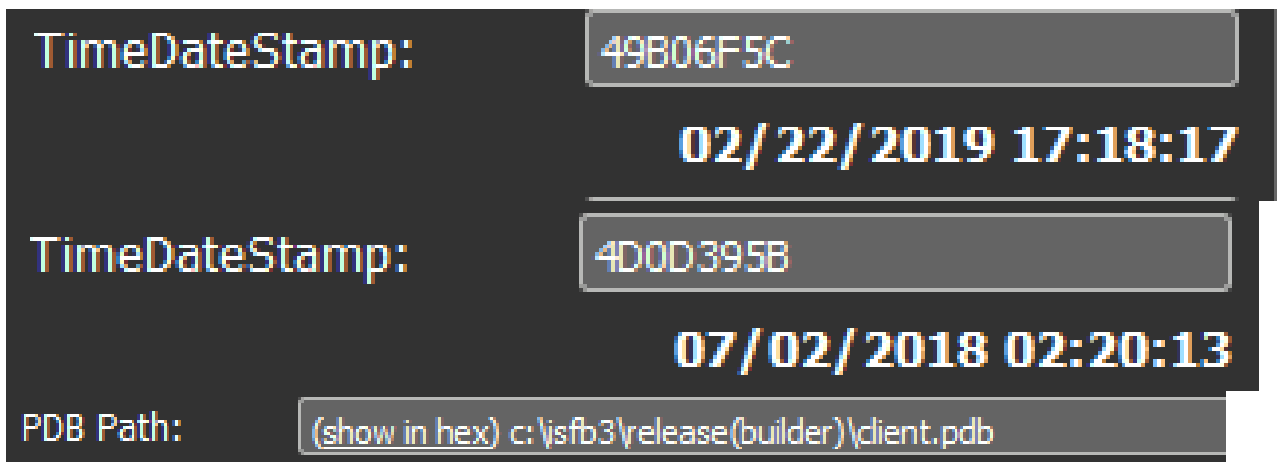 TimeDateStamp: 49B06F5C
02/22/2019 17:18:17
TimeDateStamp: 4D0D395B
07/02/2018 02:20:13
PDB Path: (show in hex) c:\isfb3\release(builder)\client.pdb